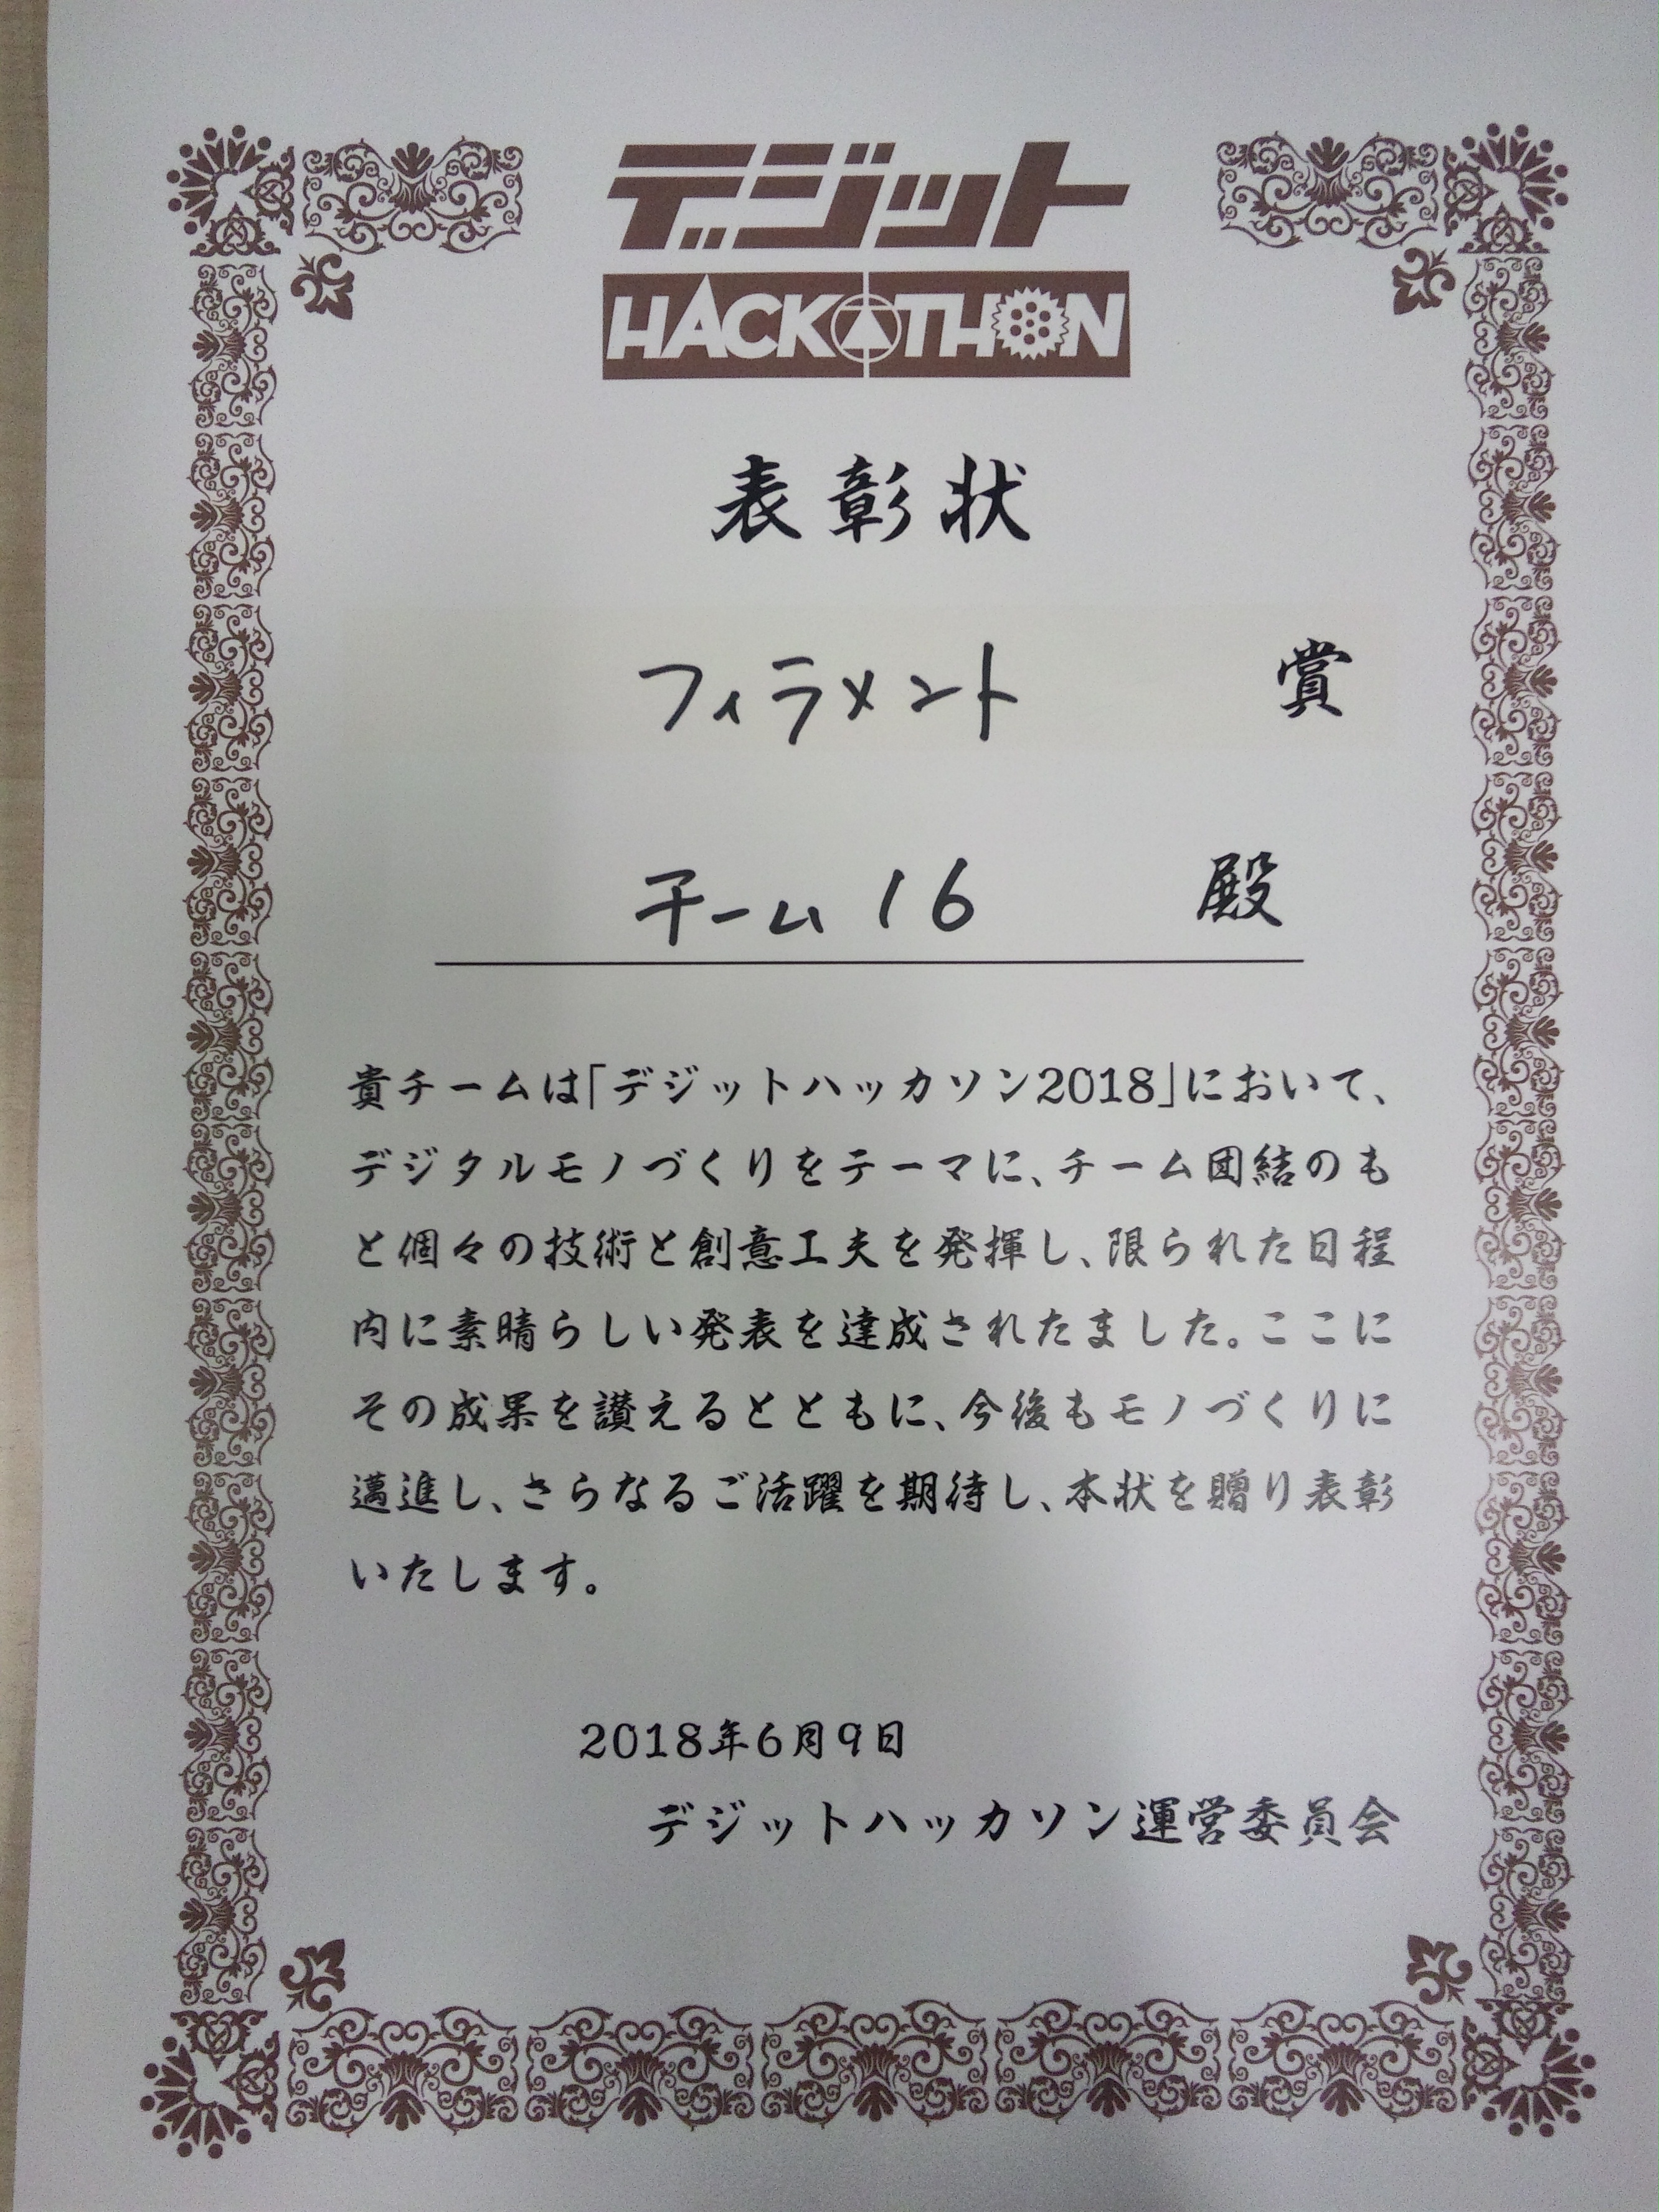 デジット
HACKATHON
表彰状
フィラメント 賞
チーム 16 殿
貴チームは「デジットハッカソン2018」において、
デジタルモノづくりをテーマに、チーム団結のも
と個々の技術と創意工夫を発揮し、限られた日程
内に素晴らしい発表を達成されたました。ここに
その成果を讃えるとともに、今後もモノづくりに
邁進し、さらなるご活躍を期待し、本状を贈り表彰
いたします。
2018年6月9日
デジットハッカソン運営委員会